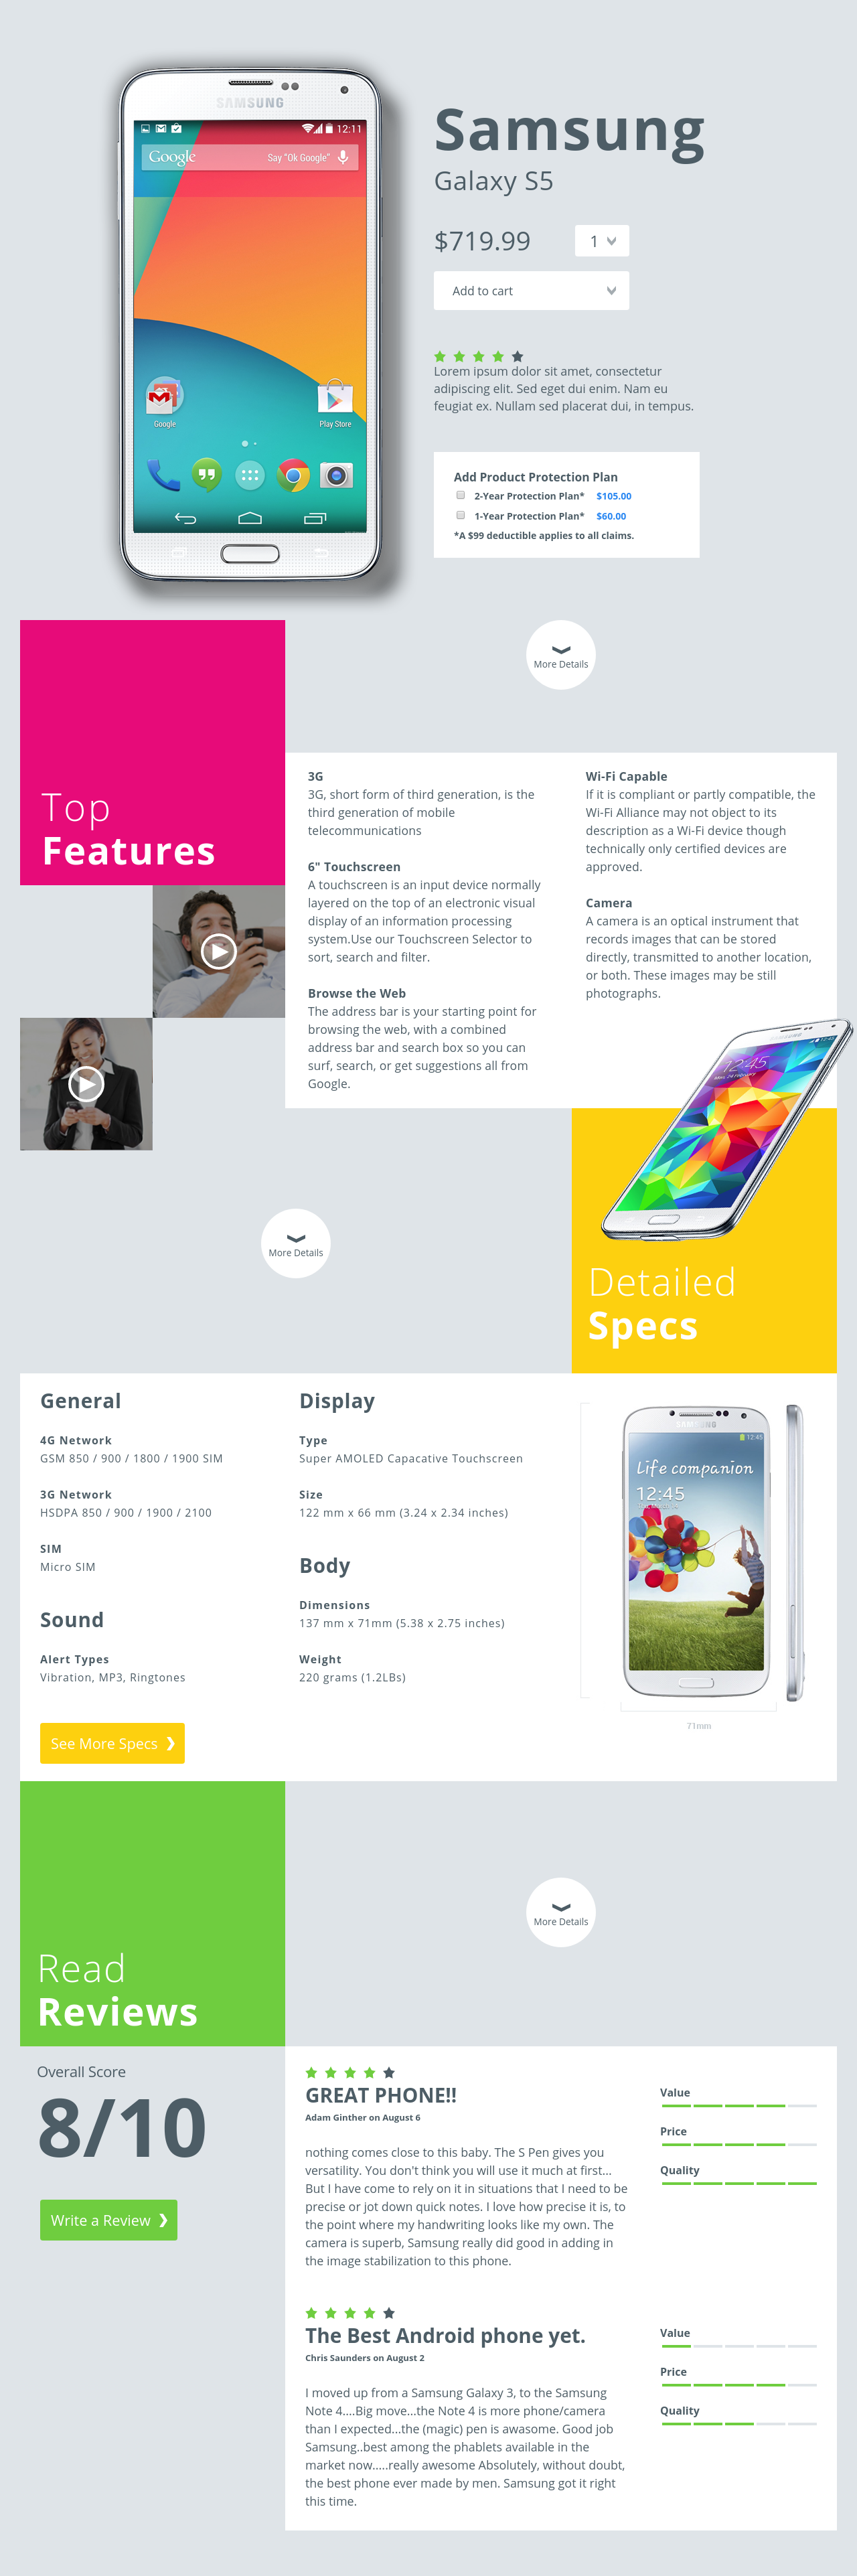 SAMSUNG
12:11
Google
Say "Ok Google"
Google
Play Store
Samsung
Galaxy S5
$719.99
1
Add to cart
Lorem ipsum dolor sit amet, consectetur
adipiscing elit. Sed eget dui enim. Nam eu
feugiat ex. Nullam sed placerat dui, in tempus.
Add Product Protection Plan
2-Year Protection Plan* $105.00
1-Year Protection Plan* $60.00
*A $99 deductible applies to all claims.
More Details
Top
Features
3G
3G, short form of third generation, is the
third generation of mobile
telecommunications
6" Touchscreen
A touchscreen is an input device normally
layered on the top of an electronic visual
display of an information processing
system.Use our Touchscreen Selector to
sort, search and filter.
Browse the Web
The address bar is your starting point for
browsing the web, with a combined
address bar and search box so you can
surf, search, or get suggestions all from
Google.
Wi-Fi Capable
If it is compliant or partly compatible, the
Wi-Fi Alliance may not object to its
description as a Wi-Fi device though
technically only certified devices are
approved.
Camera
A camera is an optical instrument that
records images that can be stored
directly, transmitted to another location,
or both. These images may be still
photographs.
12:45
More Details
Detailed
Specs
General
4G Network
GSM 850 / 900 / 1800 / 1900 SIM
3G Network
HSDPA 850 / 900 / 1900 / 2100
SIM
Micro SIM
Sound
Alert Types
Vibration, MP3, Ringtones
See More Specs
Display
Type
Super AMOLED Capacative Touchscreen
Size
122 mm x 66 mm (3.24 x 2.34 inches)
Body
Dimensions
137 mm x 71mm (5.38 x 2.75 inches)
Weight
220 grams (1.2LBs)
SAMSUNG
12:45
Life companion
12:45
71mm
More Details
Read
Reviews
Overall Score
8/10
Write a Review
GREAT PHONE!!
Adam Ginther on August 6
nothing comes close to this baby. The S Pen gives you
versatility. You don't think you will use it much at first...
But I have come to rely on it in situations that I need to be
precise or jot down quick notes. I love how precise it is, to
the point where my handwriting looks like my own. The
camera is superb, Samsung really did good in adding in
the image stabilization to this phone.
Value
Price
Quality
The Best Android phone yet.
Chris Saunders on August 2
I moved up from a Samsung Galaxy 3, to the Samsung
Note 4....Big move...the Note 4 is more phone/camera
than I expected...the (magic) pen is awasome. Good job
Samsung..best among the phablets available in the
market now.....really awesome Absolutely, without doubt,
the best phone ever made by men. Samsung got it right
this time.
Value
Price
Quality